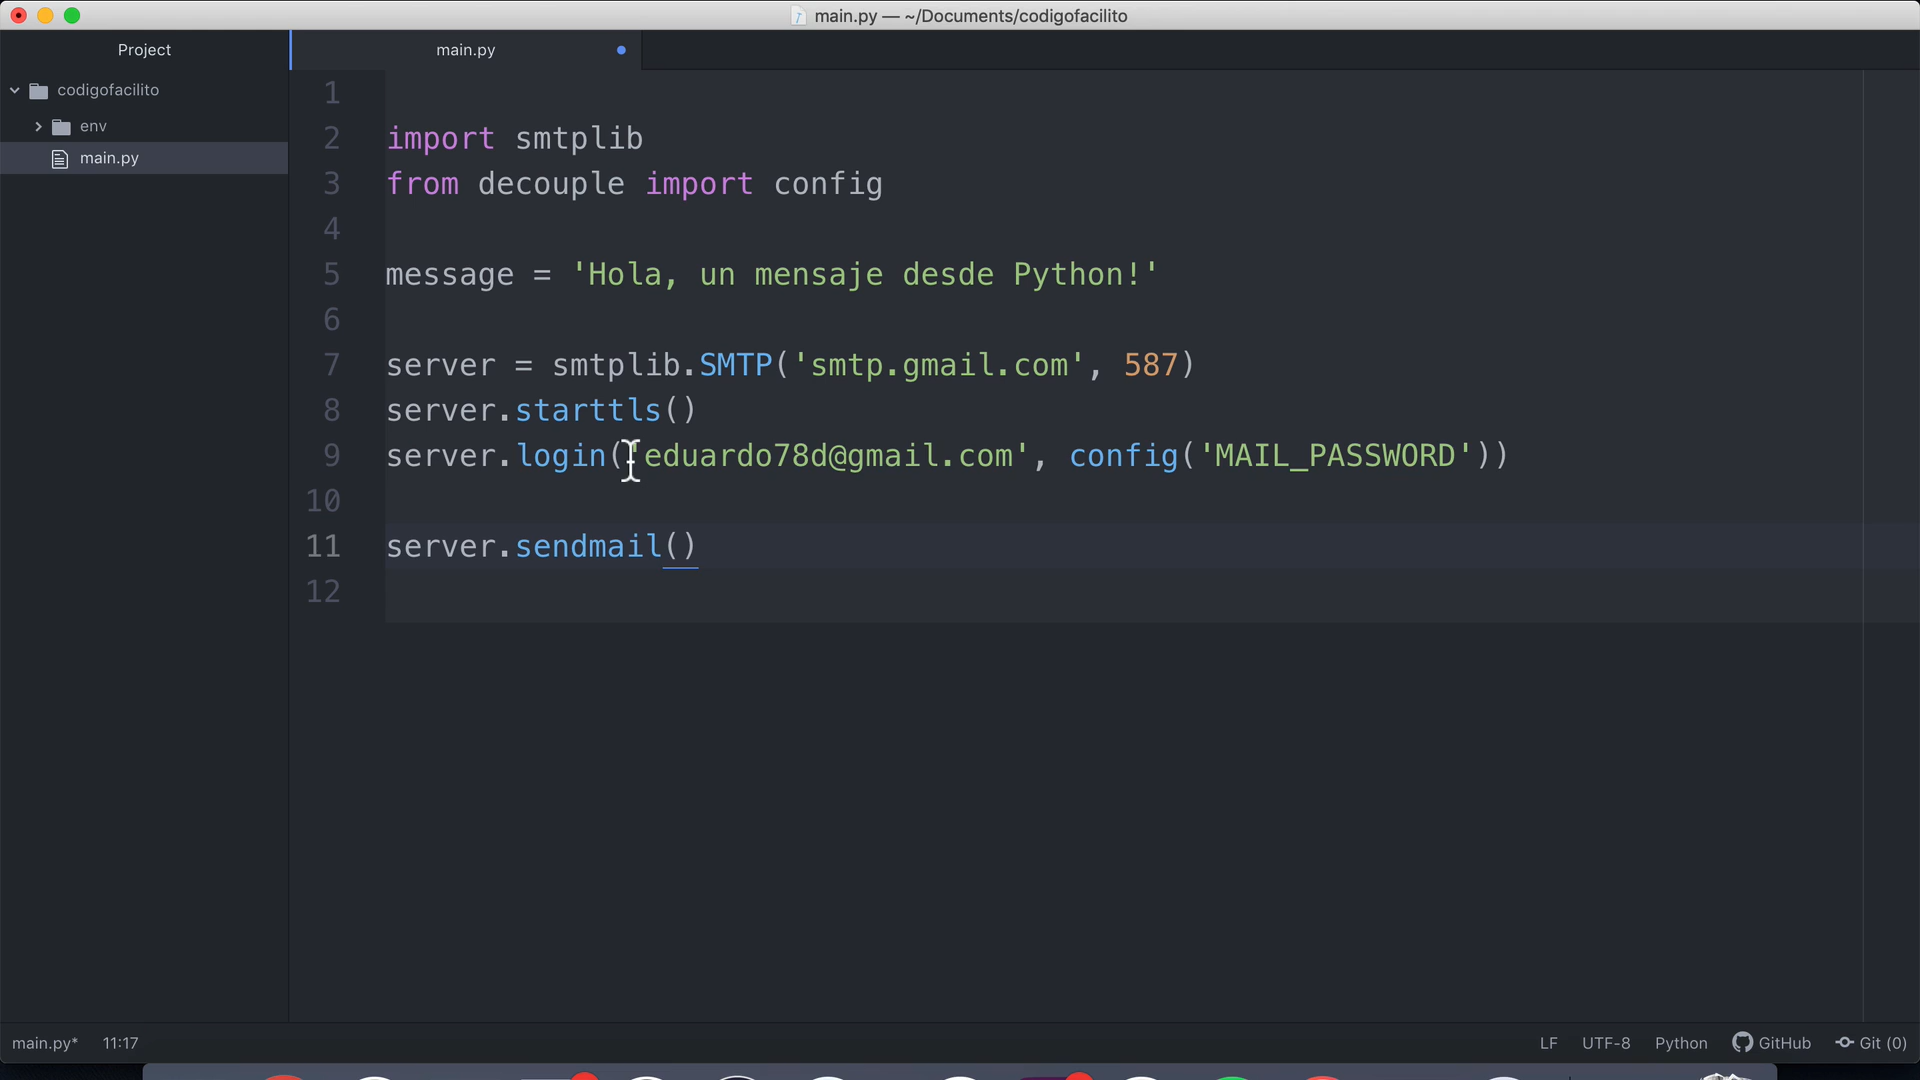 main.py — ~/Documents/codigofacilito
Project
main.py
codigofacilito
env
main.py
1
2 import smtplib
3 from decouple import config
4
5 message = 'Hola, un mensaje desde Python!'
6
7 server = smtplib.SMTP('smtp.gmail.com', 587)
8 server.starttls()
9 server.login('eduardo78d@gmail.com', config('MAIL_PASSWORD'))
10
11 server.sendmail()
12
main.py* 11:17 LF UTF-8 Python GitHub Git (0)